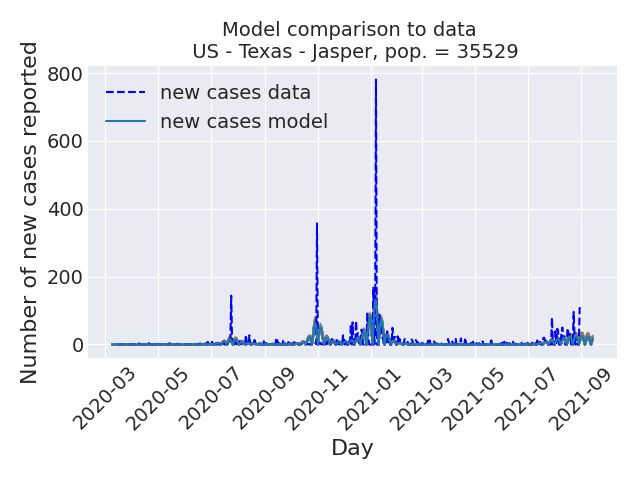 Model comparison to data
US - Texas - Jasper, pop. = 35529
Number of new cases reported
800
600
400
200
0
new cases data
new cases model
2020-03
2020-05
2020-07
2020-09
2020-11
2021-01
2021-03
2021-05
2021-07
2021-09
Day